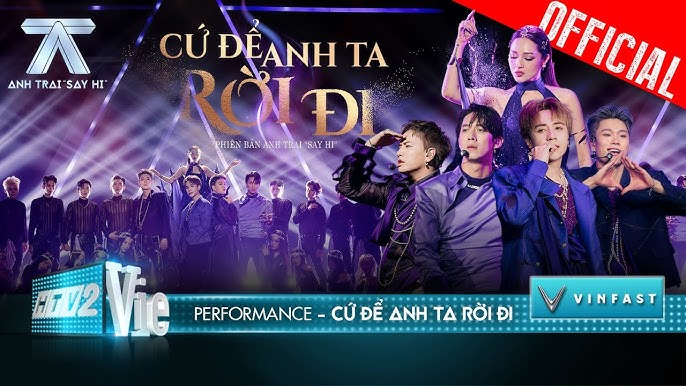 ANH TRAI "SAY HI"
CỨ ĐỂ ANH TA
RỜI ĐI
PHIÊN BẢN ANH TRAI "SAY HI"
OFFICIAL
HTV2
Vie
PERFORMANCE – CỨ ĐỂ ANH TA RỜI ĐI
VINFAST